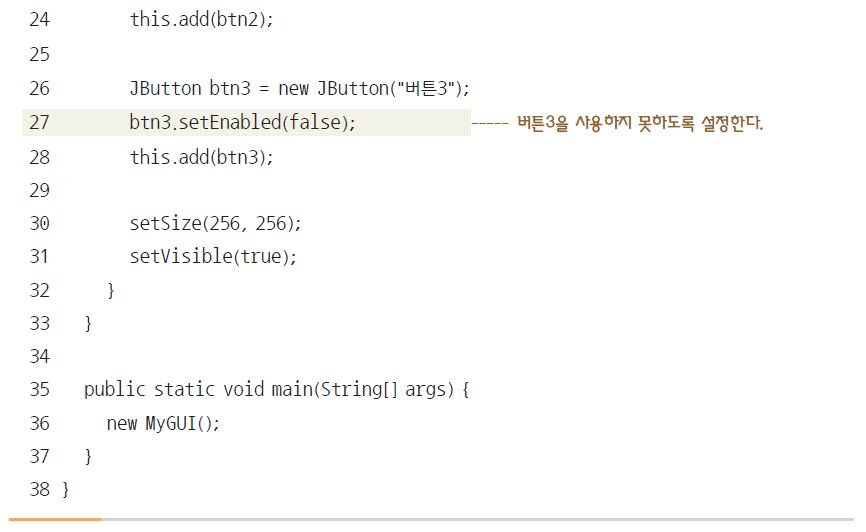 24 this.add(btn2);
25
26 JButton btn3 = new JButton("버튼3");
27 btn3.setEnabled(false); ----- 버튼3을 사용하지 못하도록 설정한다.
28 this.add(btn3);
29
30 setSize(256, 256);
31 setVisible(true);
32 }
33 }
34
35 public static void main(String[] args) {
36 new MyGUI();
37 }
38 }